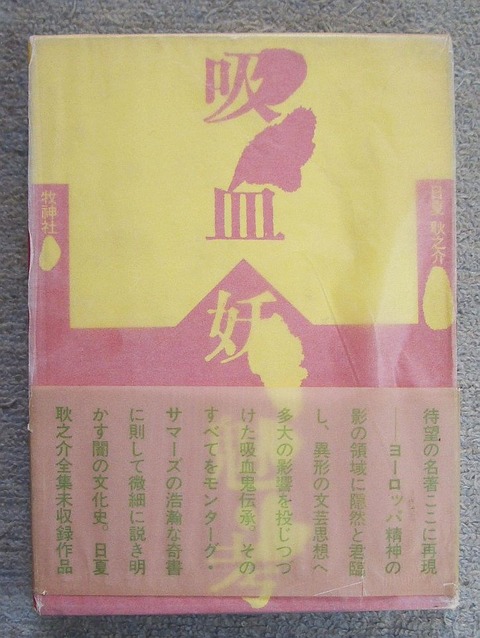 吸血妖魅考
日夏 耿之介
牧神社
待望の名著ここに再現
――ヨーロッパ精神の
影の領域に隠然と君臨
し、異形の文芸思想へ
多大の影響を投じつづ
けた吸血鬼伝承、その
すべてをモンターグ・
サマーズの浩瀚な奇書
に則して微細に説き明
かす闇の文化史。日夏
耿之介全集未収録作品